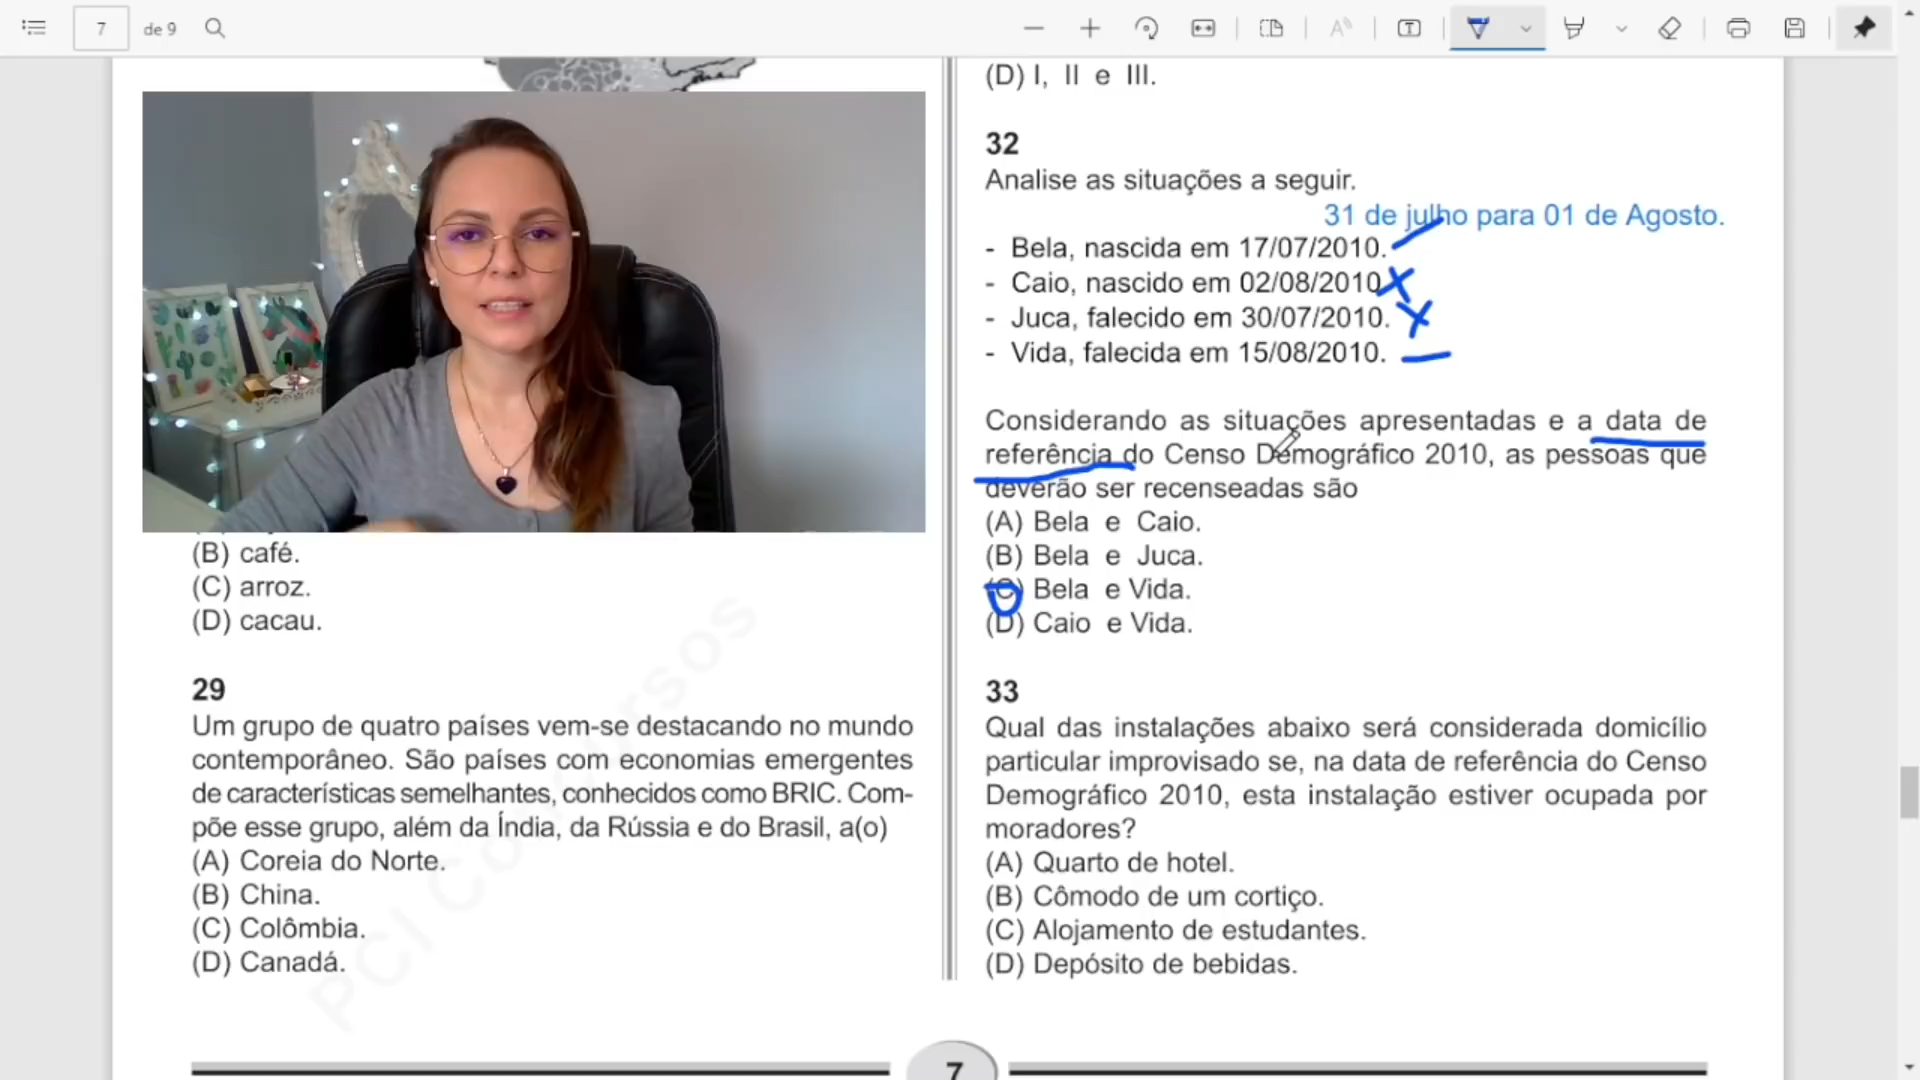 7
de 9
(B) café.
(C) arroz.
(D) cacau.
29
Um grupo de quatro países vem-se destacando no mundo
contemporâneo. São países com economias emergentes
de características semelhantes, conhecidos como BRIC. Com-
põe esse grupo, além da Índia, da Rússia e do Brasil, a(o)
(A) Coreia do Norte.
(B) China.
(C) Colômbia.
(D) Canadá.
(D) I, II e III.
32
Analise as situações a seguir.
31 de julho para 01 de Agosto.
- Bela, nascida em 17/07/2010.
- Caio, nascido em 02/08/2010
- Juca, falecido em 30/07/2010.
- Vida, falecida em 15/08/2010.
Considerando as situações apresentadas e a data de
referência do Censo Demográfico 2010, as pessoas que
deverão ser recenseadas são
(A) Bela e Caio.
(B) Bela e Juca.
(C) Bela e Vida.
(D) Caio e Vida.
33
Qual das instalações abaixo será considerada domicílio
particular improvisado se, na data de referência do Censo
Demográfico 2010, esta instalação estiver ocupada por
moradores?
(A) Quarto de hotel.
(B) Cômodo de um cortiço.
(C) Alojamento de estudantes.
(D) Depósito de bebidas.
PCI Concursos
7